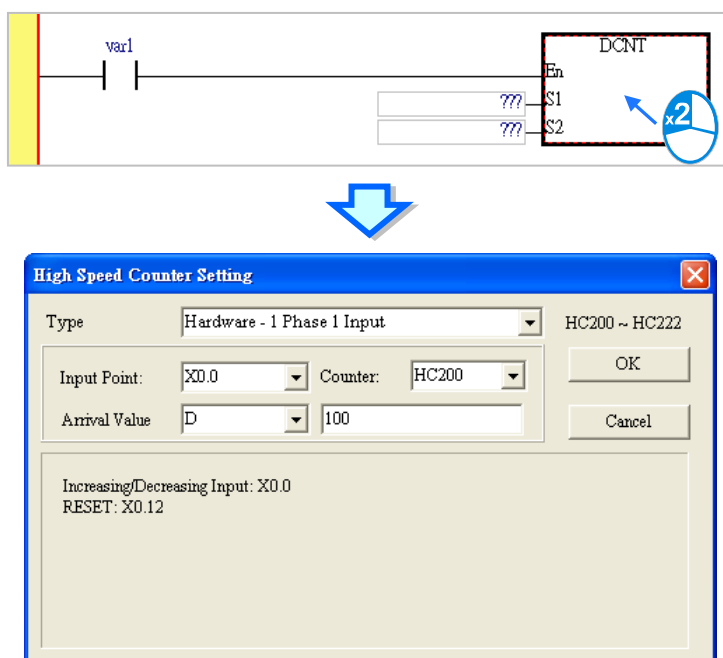 var1
DCNT
En
??? S1
??? S2
x2
High Speed Counter Setting
Type Hardware - 1 Phase 1 Input HC200 ~ HC222
Input Point: X0.0 Counter: HC200 OK
Arrival Value D 100 Cancel
Increasing/Decreasing Input: X0.0
RESET: X0.12